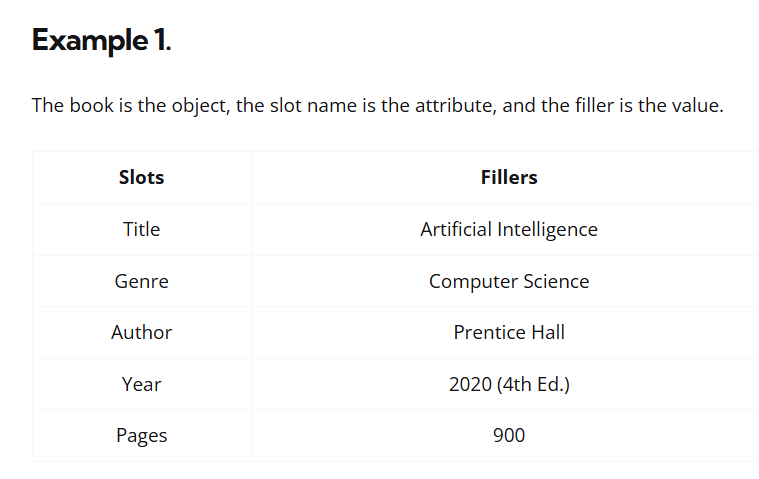 Example 1.
The book is the object, the slot name is the attribute, and the filler is the value.
Slots Fillers
Title Artificial Intelligence
Genre Computer Science
Author Prentice Hall
Year 2020 (4th Ed.)
Pages 900